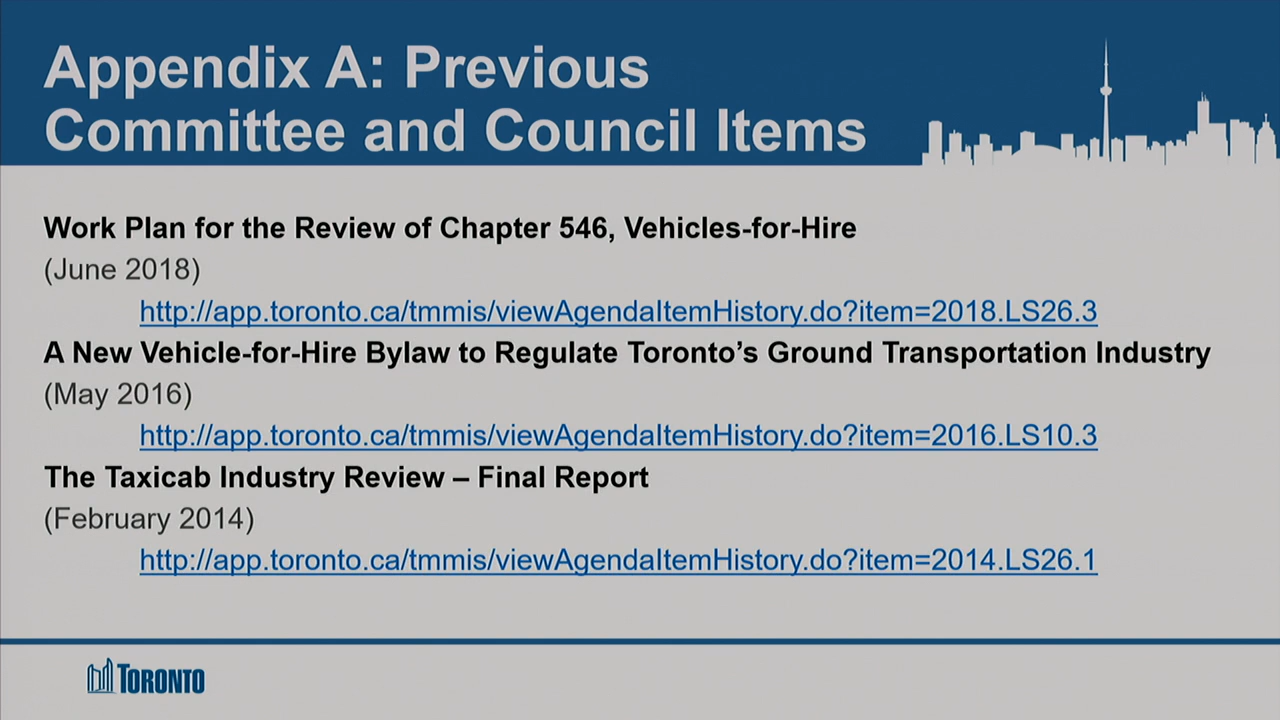 Appendix A: Previous
Committee and Council Items
Work Plan for the Review of Chapter 546, Vehicles-for-Hire
(June 2018)
http://app.toronto.ca/tmmis/viewAgendaItemHistory.do?item=2018.LS26.3
A New Vehicle-for-Hire Bylaw to Regulate Toronto’s Ground Transportation Industry
(May 2016)
http://app.toronto.ca/tmmis/viewAgendaItemHistory.do?item=2016.LS10.3
The Taxicab Industry Review – Final Report
(February 2014)
http://app.toronto.ca/tmmis/viewAgendaItemHistory.do?item=2014.LS26.1
TORONTO